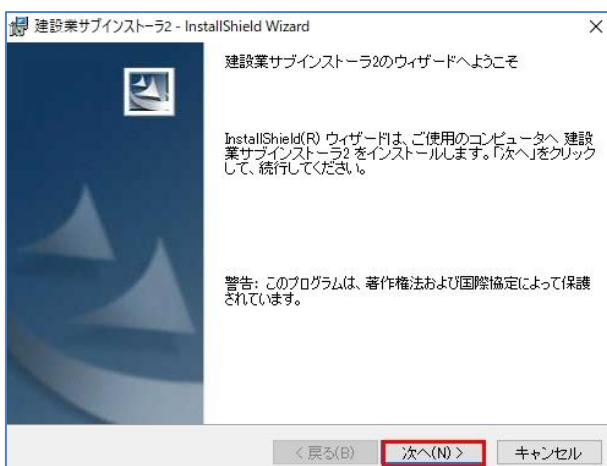 建設業サブインストーラ2 - InstallShield Wizard
建設業サブインストーラ2のウィザードへようこそ
InstallShield(R) ウィザードは、ご使用のコンピュータへ 建設
業サブインストーラ2 をインストールします。「次へ」をクリック
して、続行してください。
警告: このプログラムは、著作権法および国際協定によって保護
されています。
< 戻る(B)
次へ(N) >
キャンセル